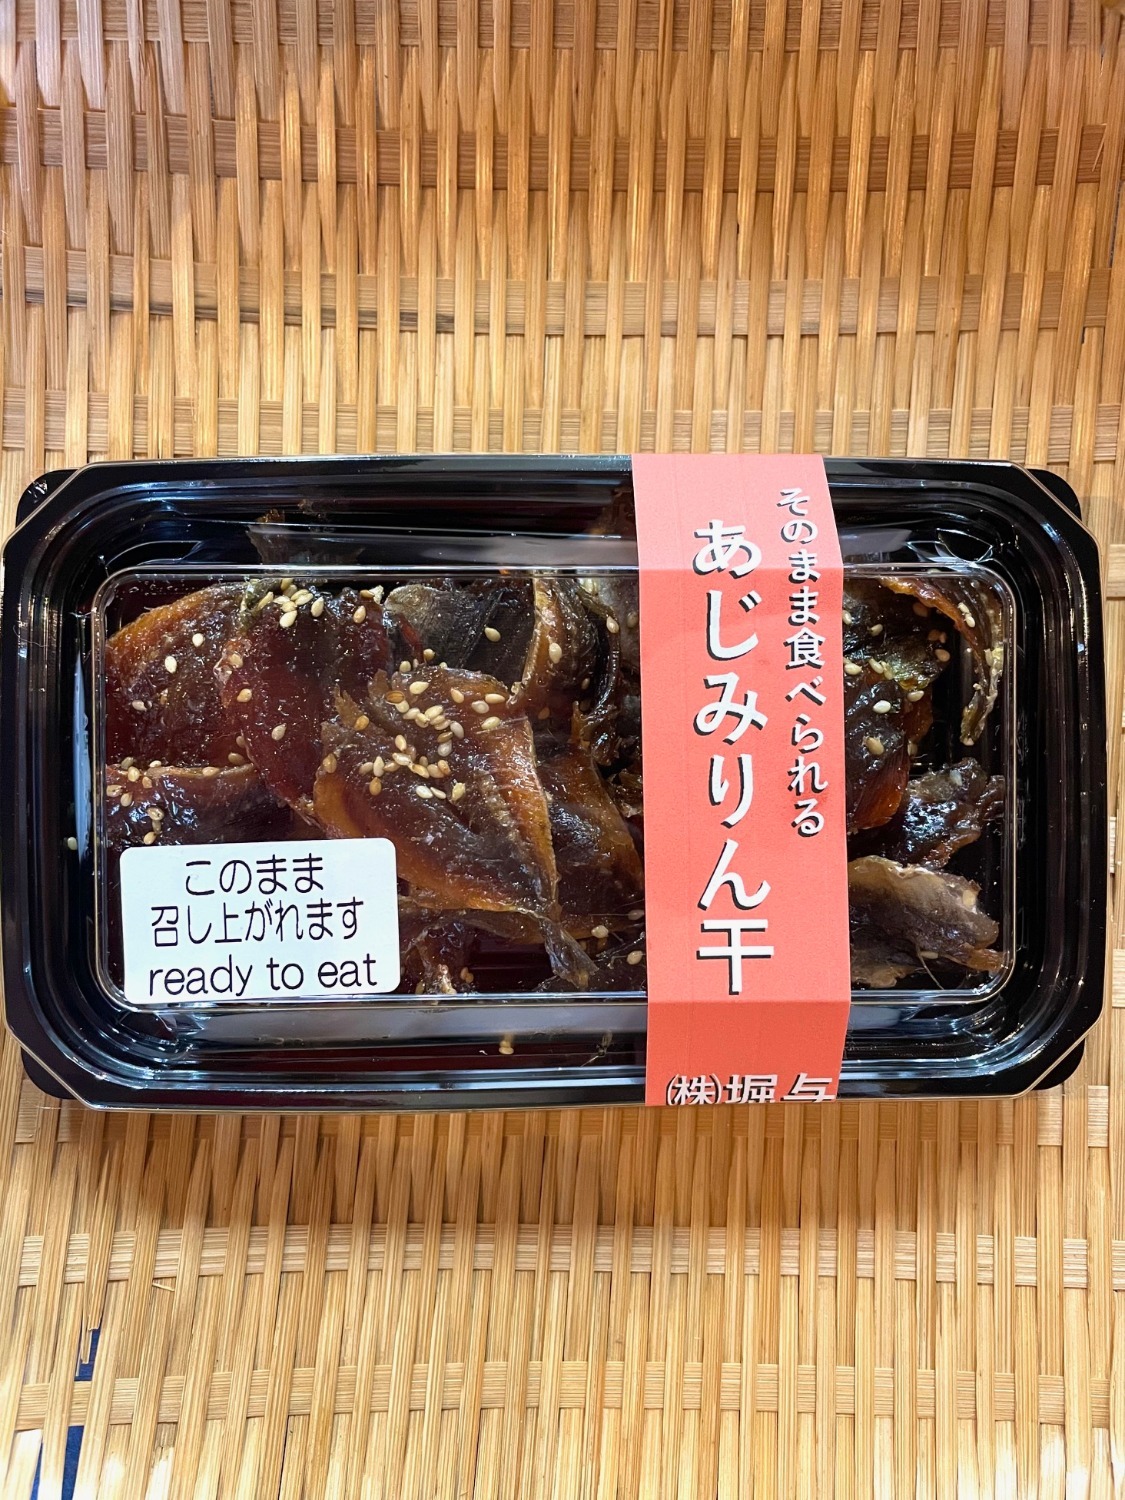 そのまま食べられる
あじみりん干
㈱堀与
このまま
召し上がれます
ready to eat